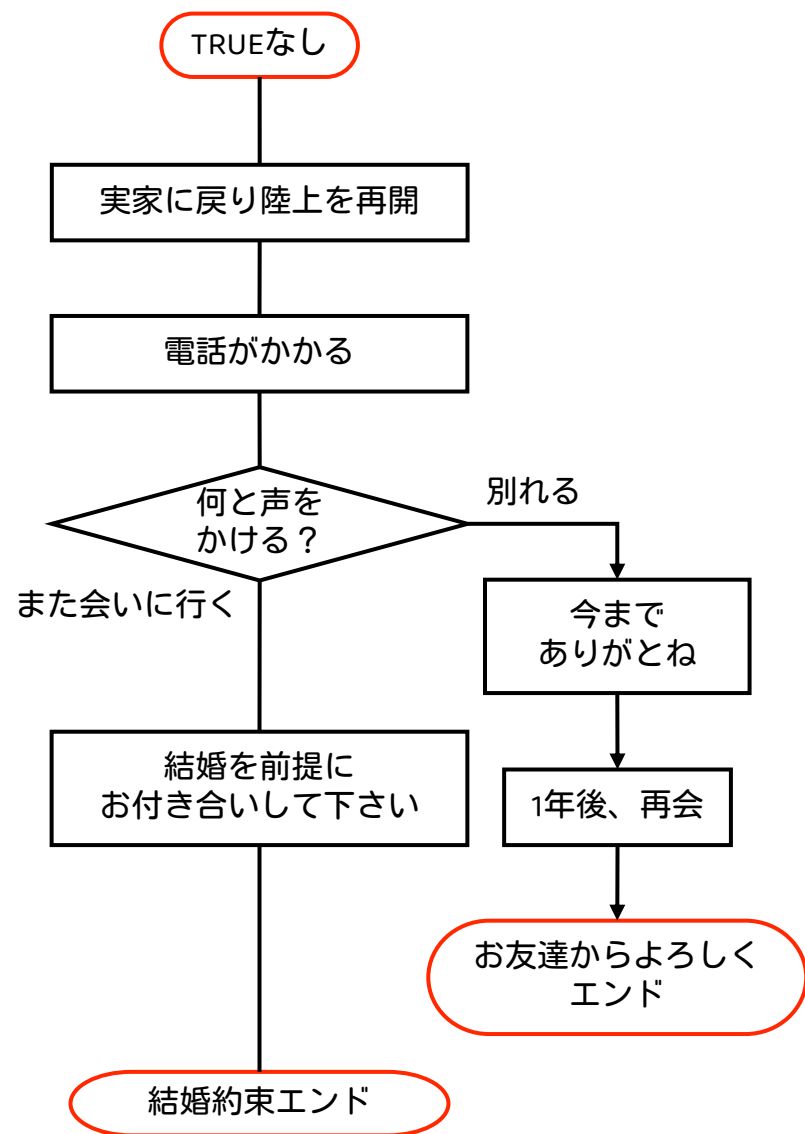 TRUEなし
実家に戻り陸上を再開
電話がかかる
何と声を
かける？
別れる
また会いに行く
今まで
ありがとね
結婚を前提に
お付き合いして下さい
1年後、再会
お友達からよろしく
エンド
結婚約束エンド